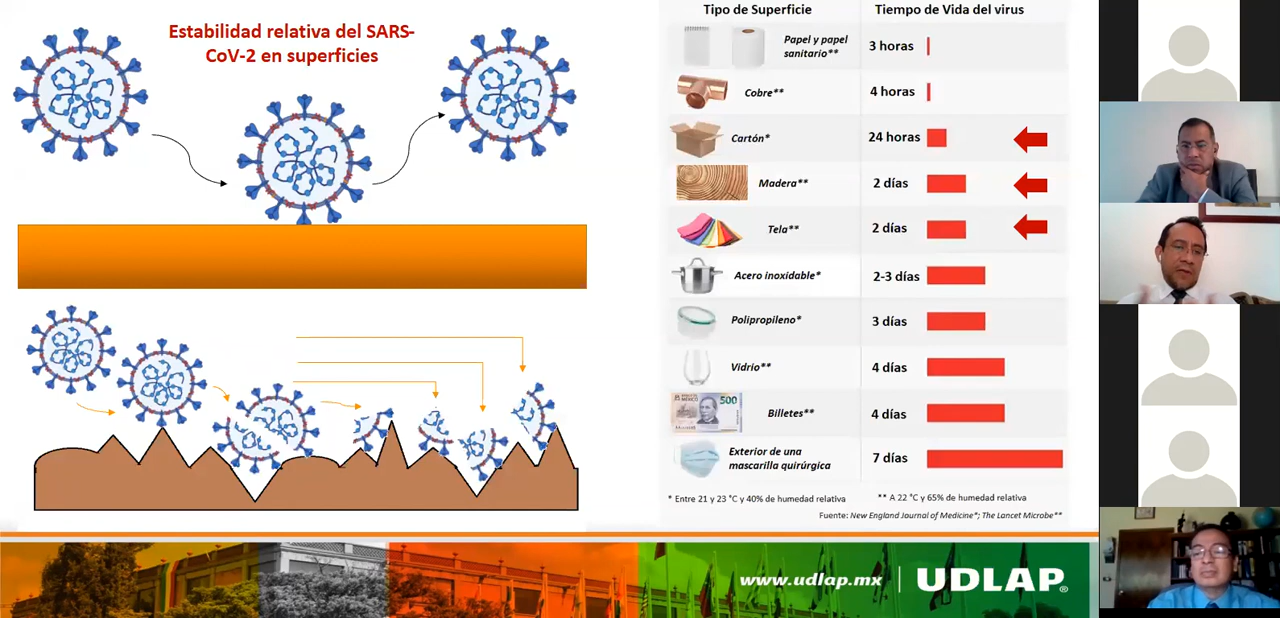 Estabilidad relativa del SARS-
CoV-2 en superficies
Tipo de Superficie
Tiempo de Vida del virus
Papel y papel
sanitario**
3 horas
Cobre**
4 horas
Cartón*
24 horas
Madera**
2 días
Tela**
2 días
Acero inoxidable*
2-3 días
Polipropileno*
3 días
Vidrio**
4 días
500
Billetes**
4 días
Exterior de una
mascarilla quirúrgica
7 días
* Entre 21 y 23 °C y 40% de humedad relativa
** A 22 °C y 65% de humedad relativa
Fuente: New England Journal of Medicine*; The Lancet Microbe**
www.udlap.mx
UDLAP®